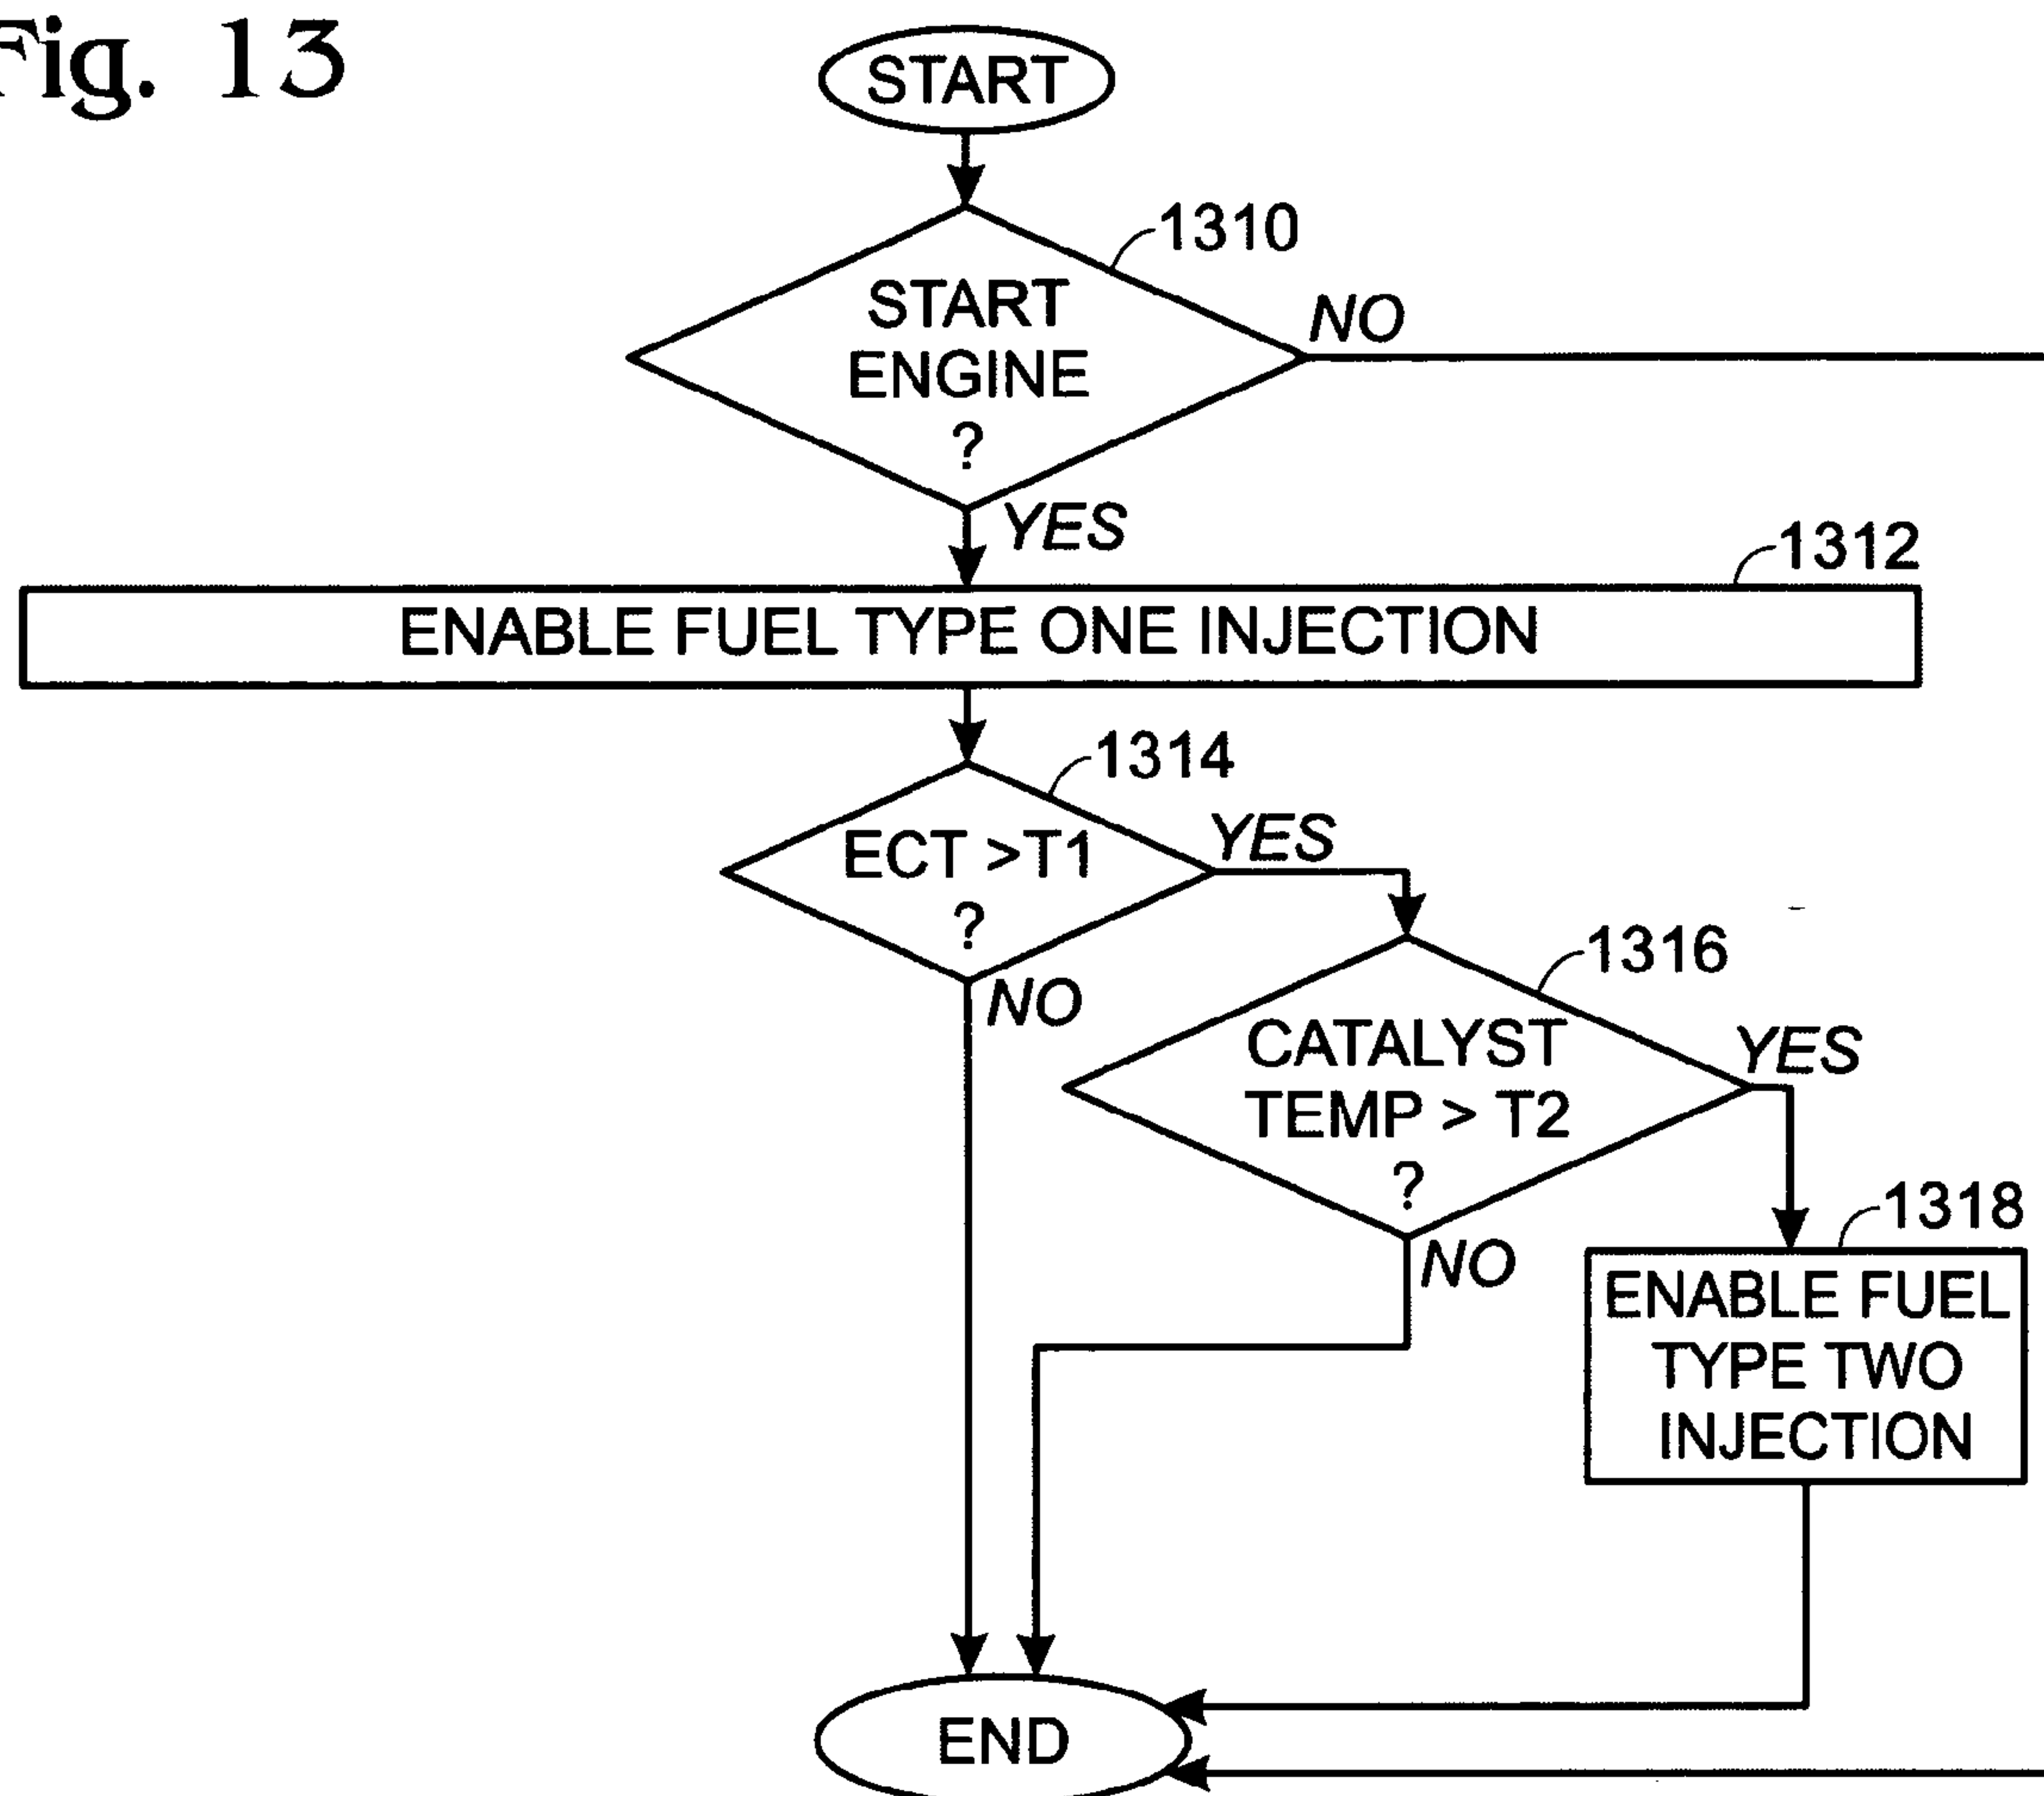 Fig. 13
START
1310
START
ENGINE
?
NO
YES
1312
ENABLE FUEL TYPE ONE INJECTION
1314
ECT >T1
?
YES
NO
1316
CATALYST
TEMP > T2
?
YES
NO
1318
ENABLE FUEL
TYPE TWO
INJECTION
END